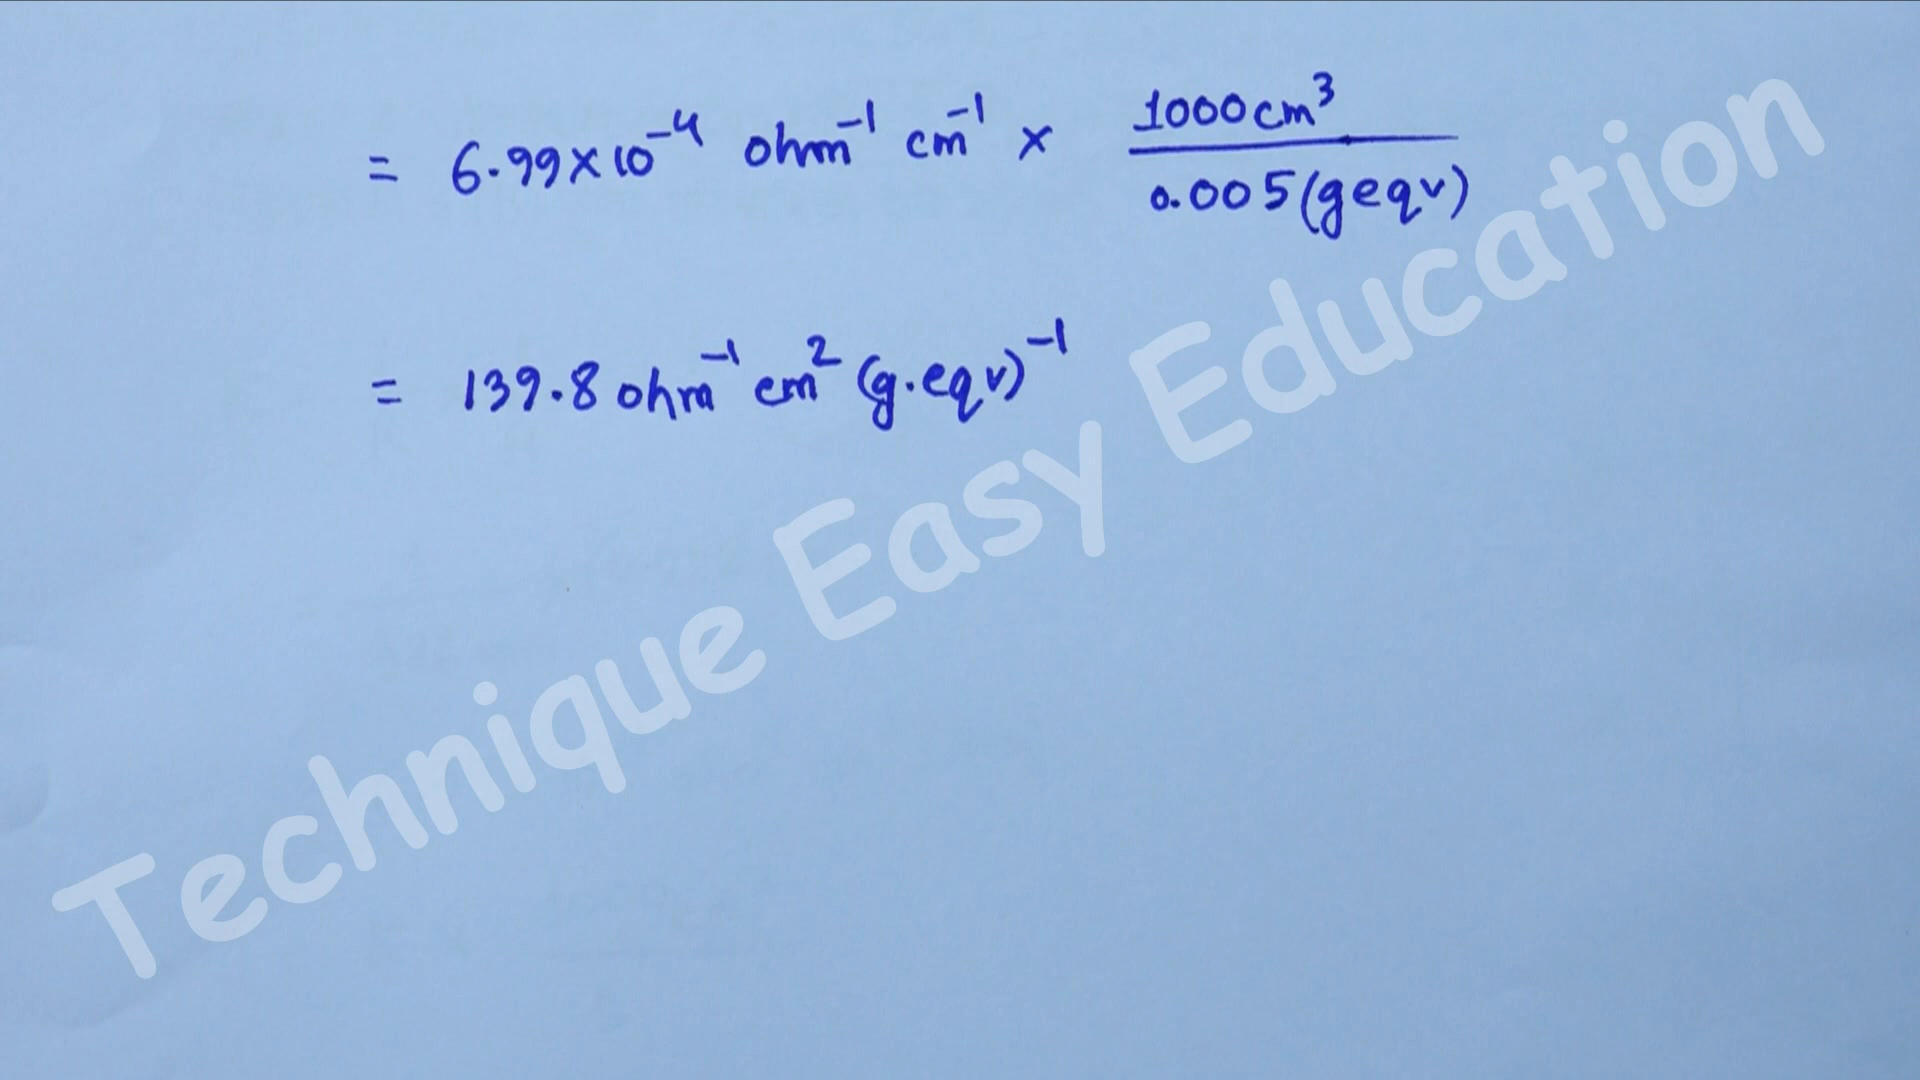 = 6.99×10⁻⁴ ohm⁻¹ cm⁻¹ × 1000cm³ / 0.005(geqv)
= 139.8 ohm⁻¹ cm² (g.eqv)⁻¹
Technique Easy Education